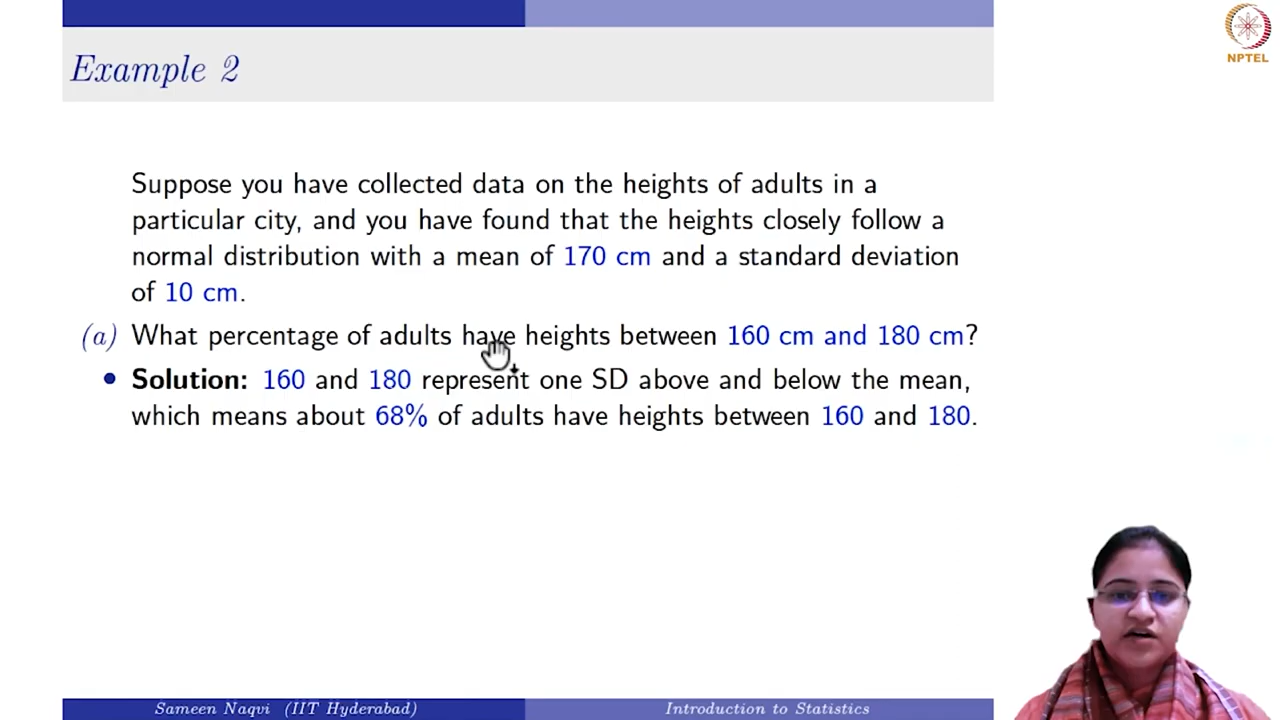 NPTEL
Example 2
Suppose you have collected data on the heights of adults in a
particular city, and you have found that the heights closely follow a
normal distribution with a mean of 170 cm and a standard deviation
of 10 cm.
(a) What percentage of adults have heights between 160 cm and 180 cm?
• Solution: 160 and 180 represent one SD above and below the mean,
which means about 68% of adults have heights between 160 and 180.
Sameen Naqvi (IIT Hyderabad) Introduction to Statistics